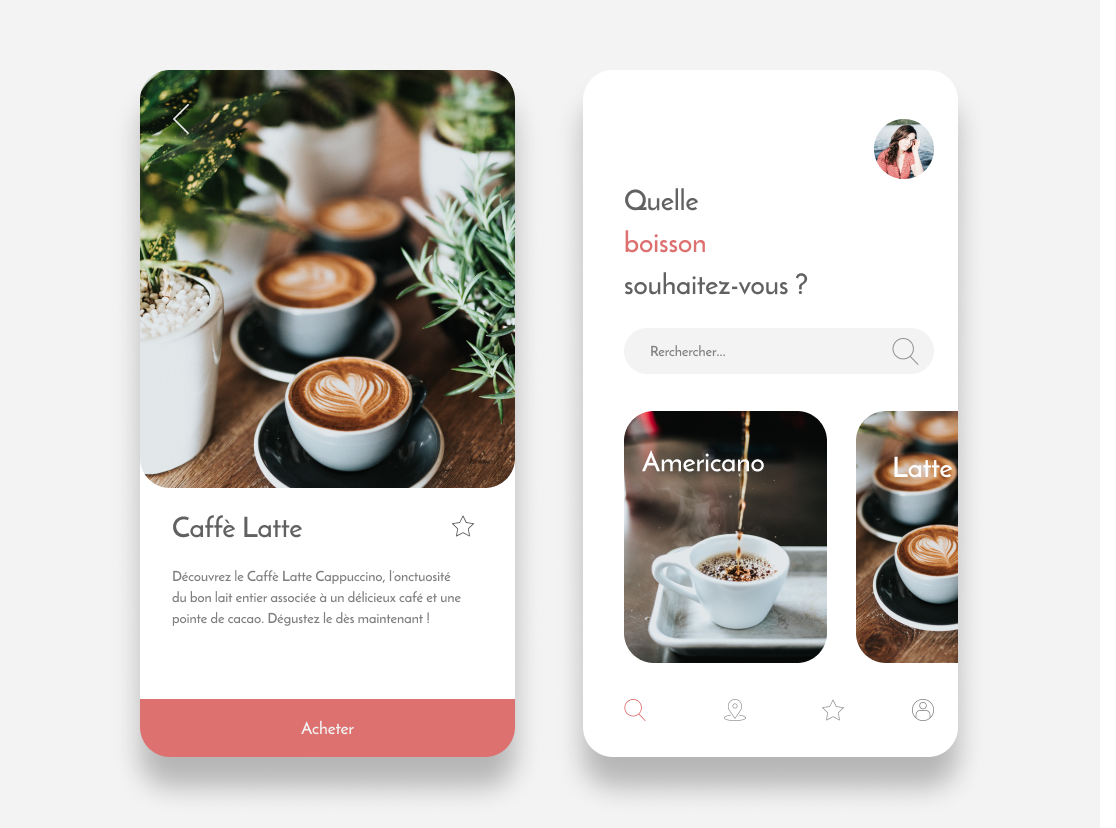 Caffè Latte
Découvrez le Caffè Latte Cappuccino, l'onctuosité
du bon lait entier associée à un délicieux café et une
pointe de cacao. Dégustez le dès maintenant !
Acheter
Quelle
boisson
souhaitez-vous ?
Rerchercher...
Americano
Latte